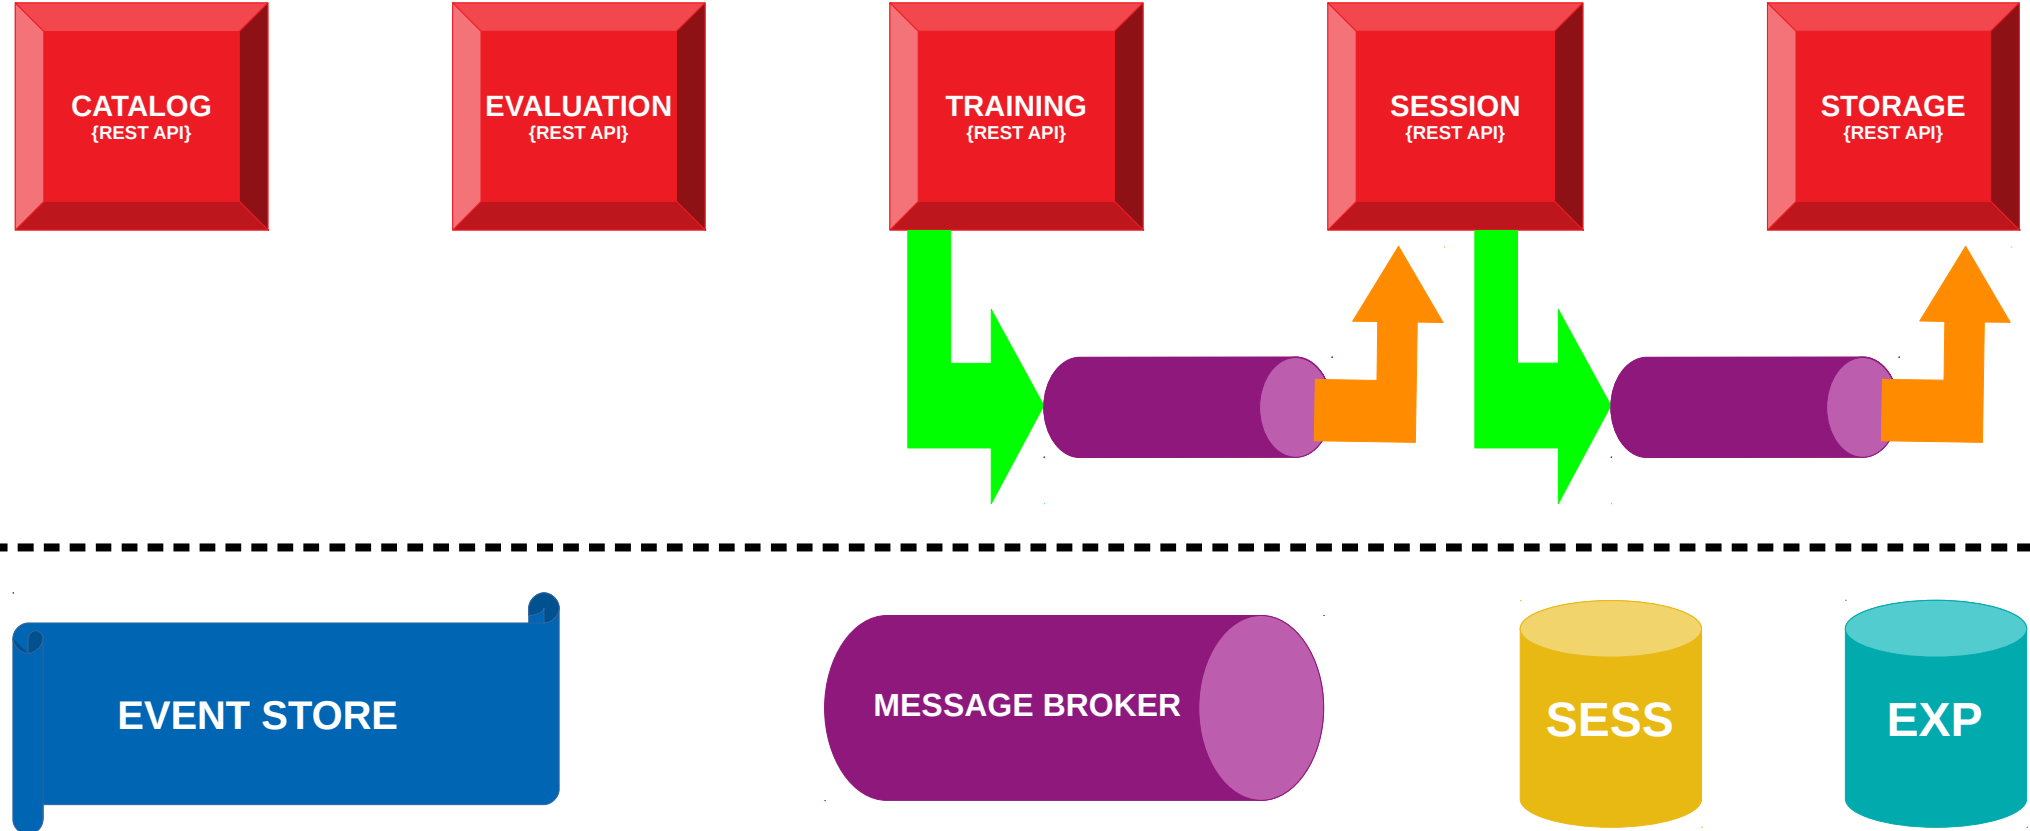 CATALOG
{REST API}
EVALUATION
{REST API}
TRAINING
{REST API}
SESSION
{REST API}
STORAGE
{REST API}
EVENT STORE
MESSAGE BROKER
SESS
EXP